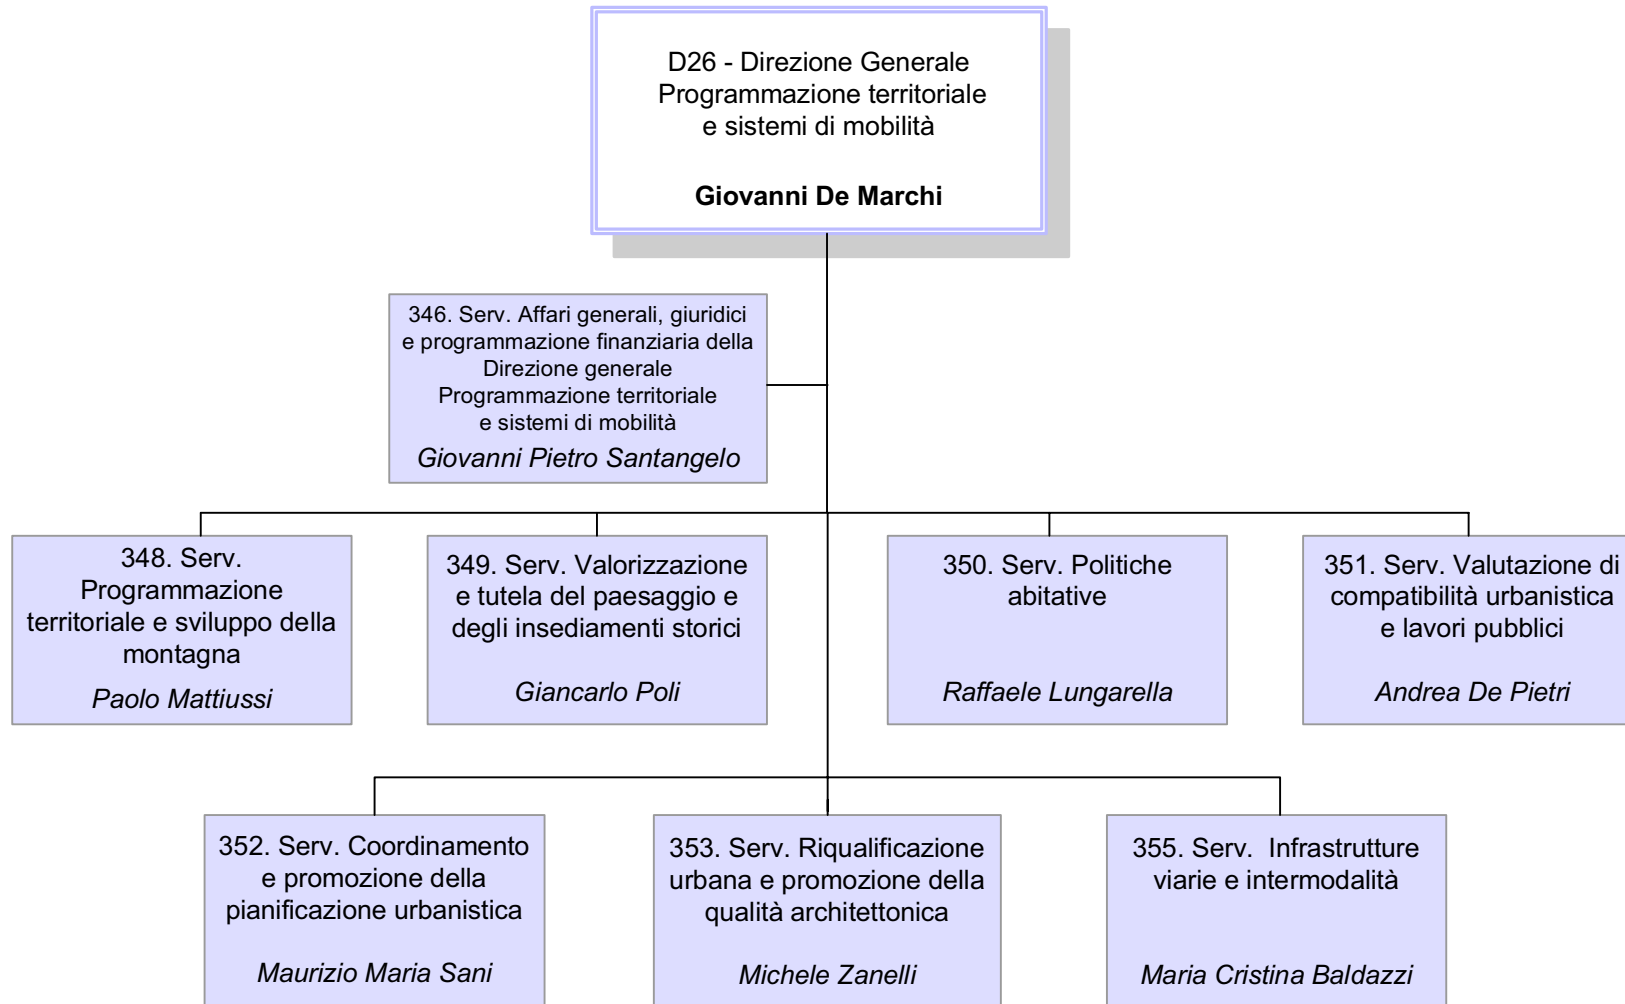 D26 - Direzione Generale
Programmazione territoriale
e sistemi di mobilità
Giovanni De Marchi
346. Serv. Affari generali, giuridici
e programmazione finanziaria della
Direzione generale
Programmazione territoriale
e sistemi di mobilità
Giovanni Pietro Santangelo
348. Serv.
Programmazione
territoriale e sviluppo della
montagna
Paolo Mattiussi
349. Serv. Valorizzazione
e tutela del paesaggio e
degli insediamenti storici
Giancarlo Poli
350. Serv. Politiche
abitative
Raffaele Lungarella
351. Serv. Valutazione di
compatibilità urbanistica
e lavori pubblici
Andrea De Pietri
352. Serv. Coordinamento
e promozione della
pianificazione urbanistica
Maurizio Maria Sani
353. Serv. Riqualificazione
urbana e promozione della
qualità architettonica
Michele Zanelli
355. Serv. Infrastrutture
viarie e intermodalità
Maria Cristina Baldazzi